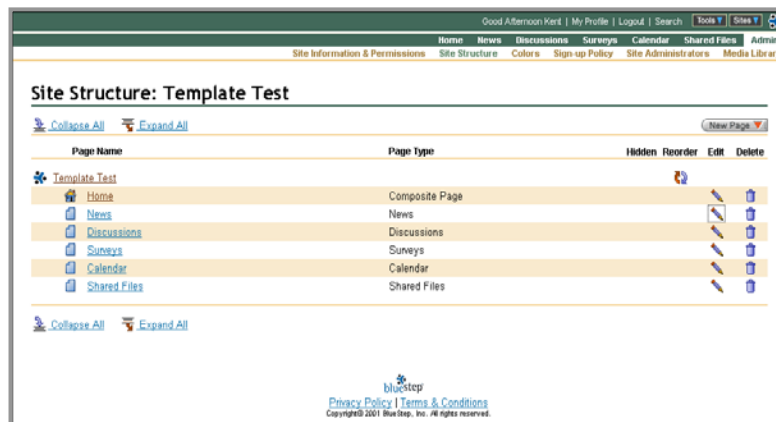 Good Afternoon Kent | My Profile | Logout | Search Tools Sites
Home News Discussions Surveys Calendar Shared Files Admi
Site Information & Permissions Site Structure Colors Sign-up Policy Site Administrators Media Librar
Site Structure: Template Test
Collapse All Expand All New Page
Page Name Page Type Hidden Reorder Edit Delete
Template Test
Home Composite Page
News News
Discussions Discussions
Surveys Surveys
Calendar Calendar
Shared Files Shared Files
Collapse All Expand All
bluestep
Privacy Policy | Terms & Conditions
Copyright© 2001 BlueStep, Inc. All rights reserved.